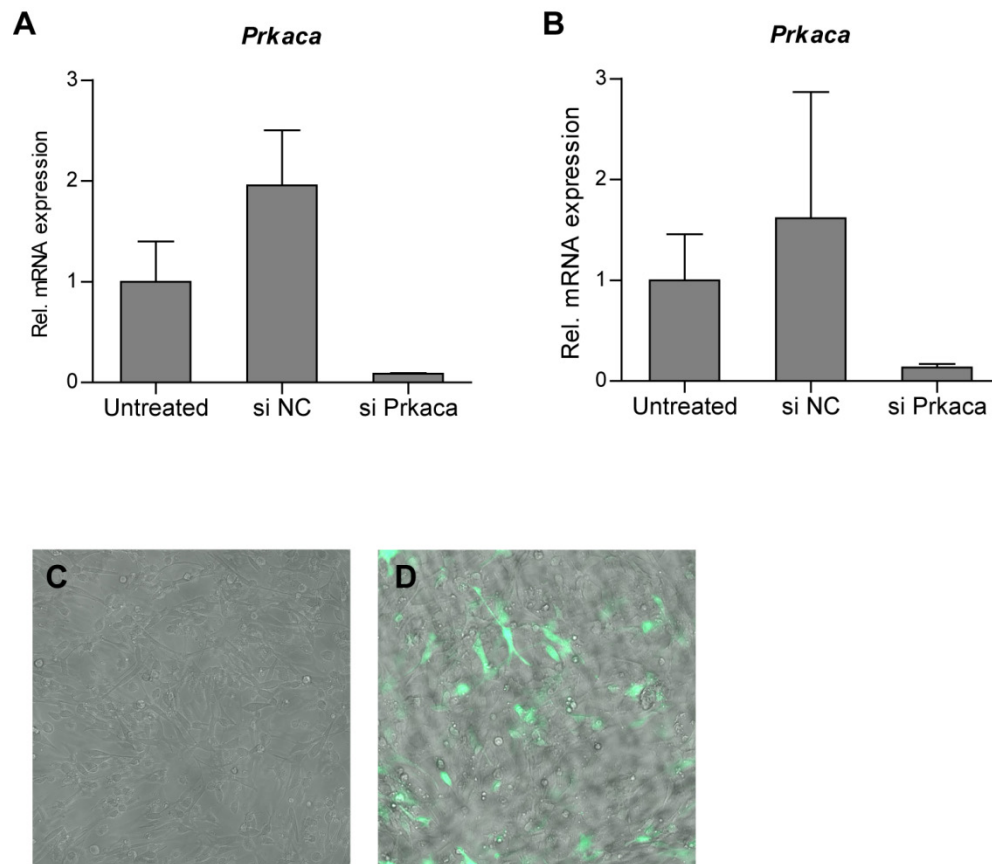 A
Prkaca
Rel. mRNA expression
3
2
1
0
Untreated si NC si Prkaca
B
Prkaca
Rel. mRNA expression
3
2
1
0
Untreated si NC si Prkaca
C
D